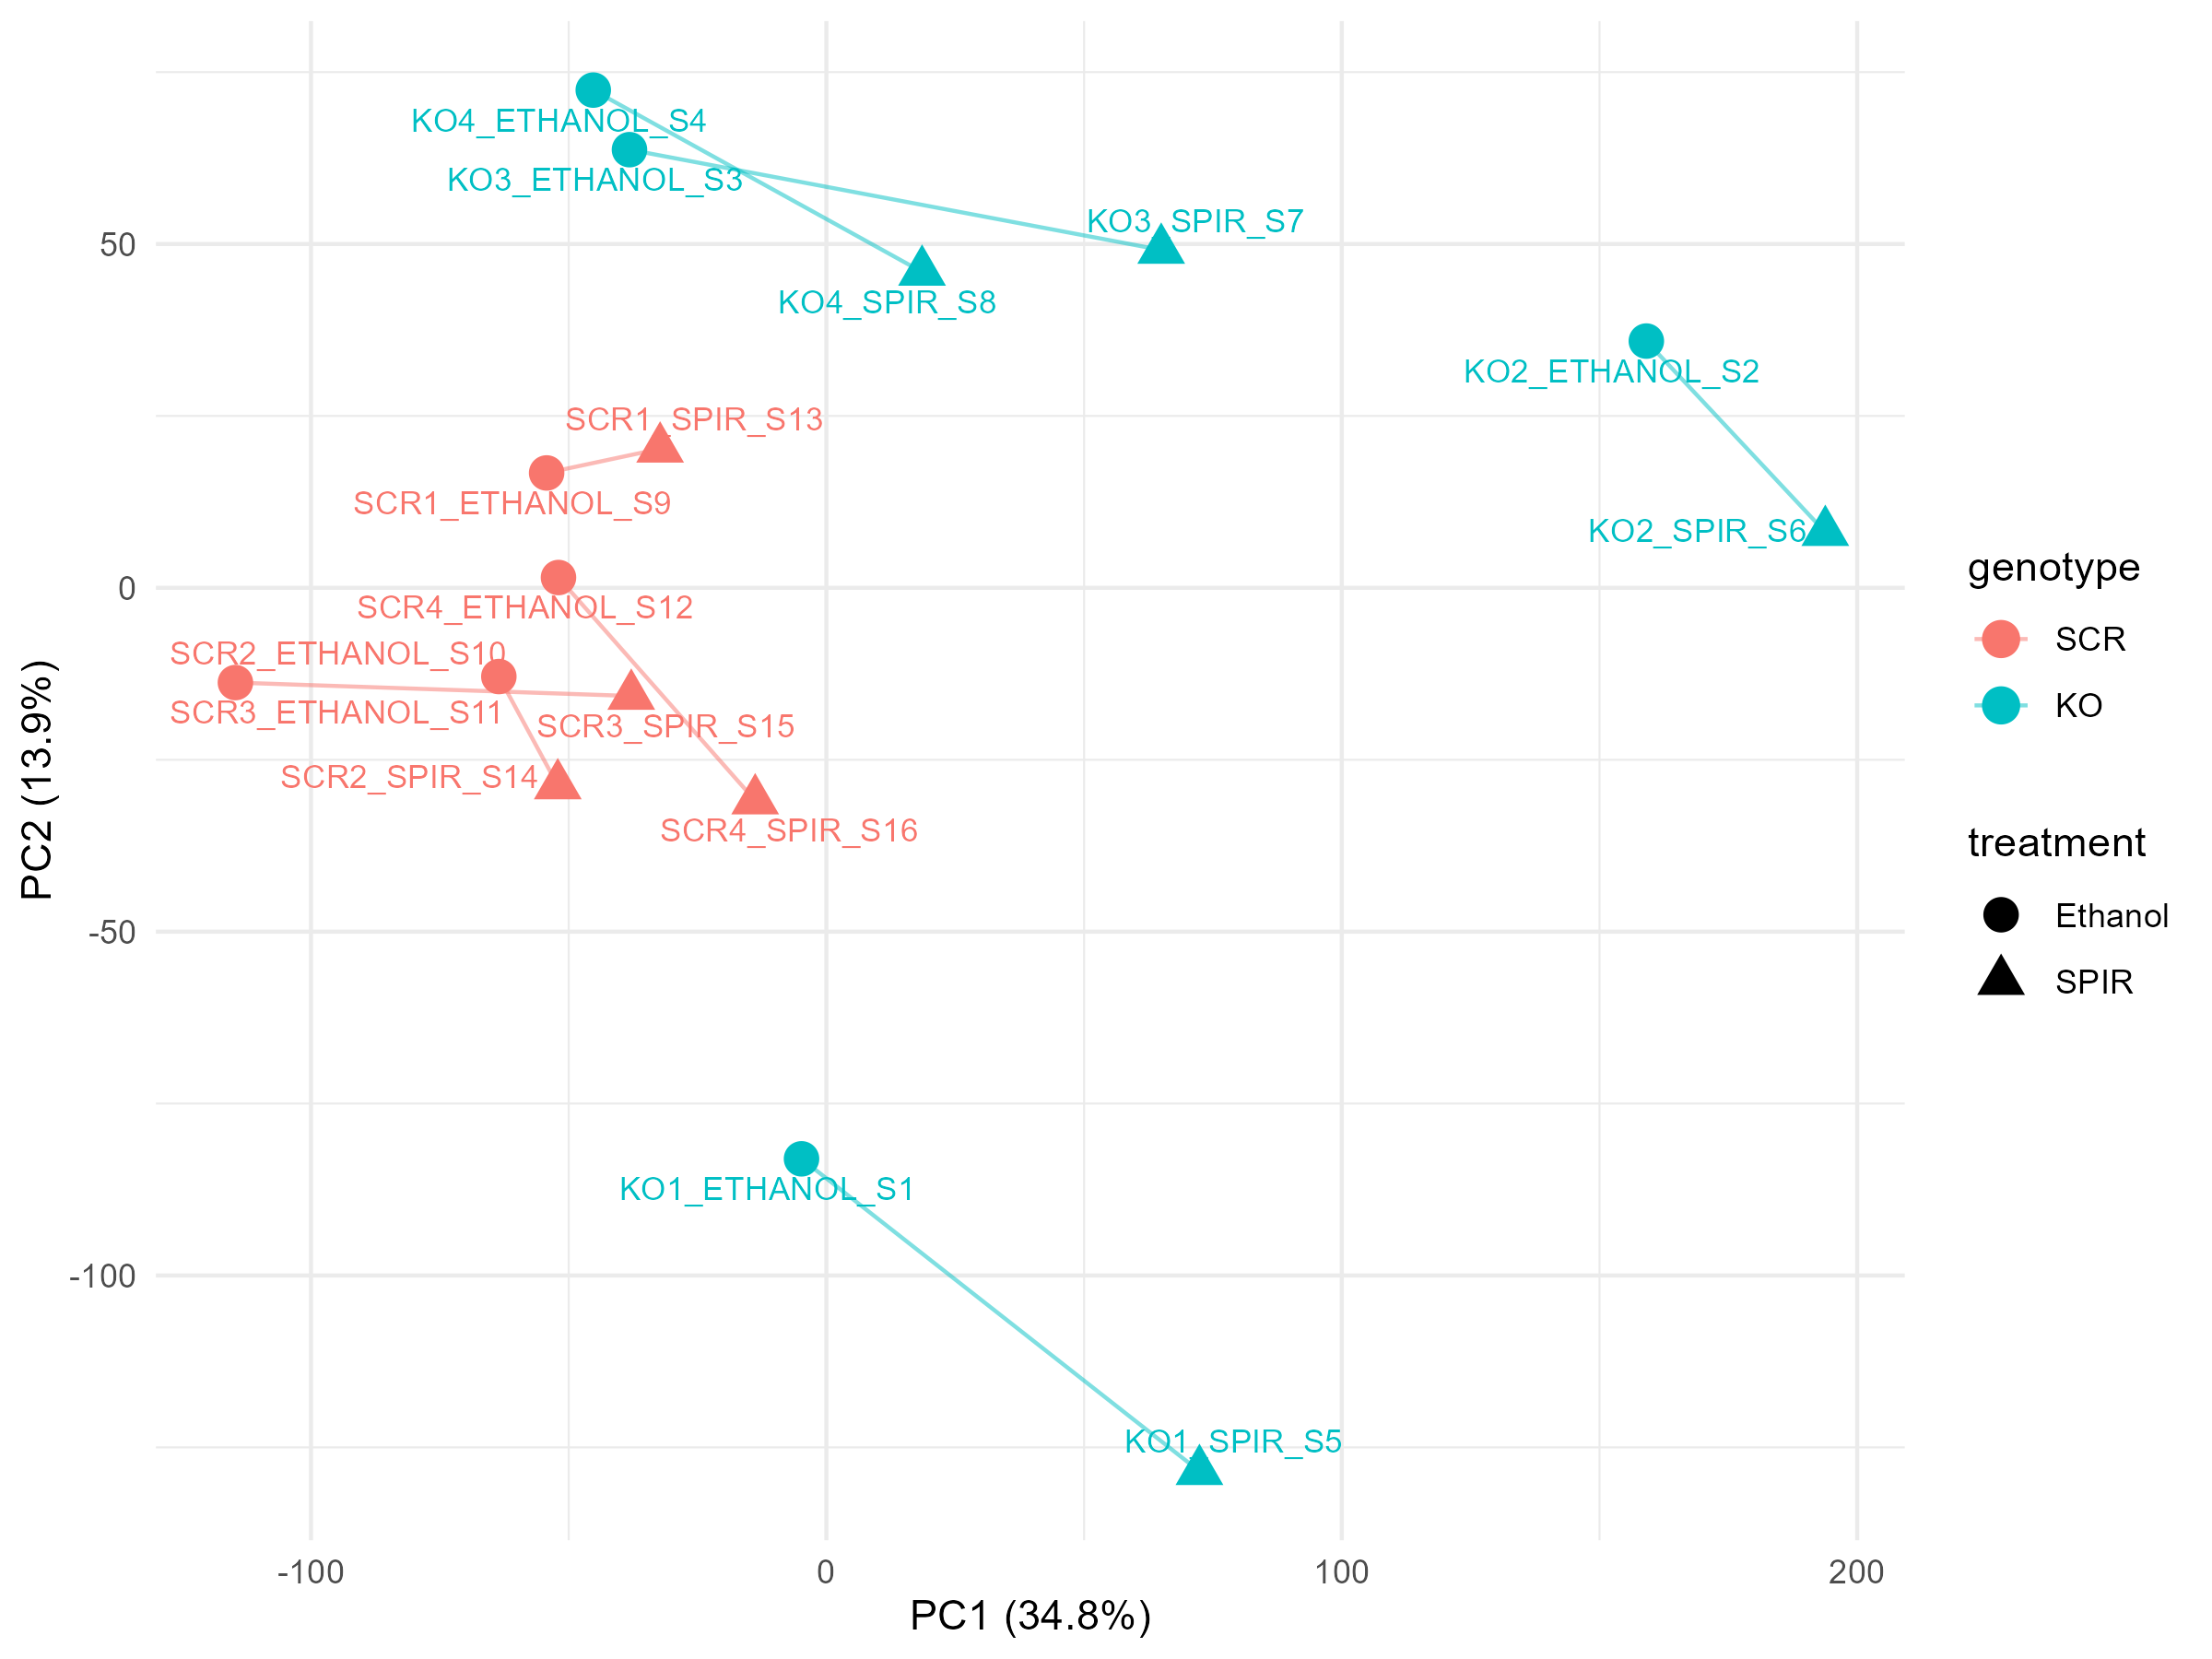 KO4_ETHANOL_S4
KO3_ETHANOL_S3
KO3_SPIR_S7
50
KO4_SPIR_S8
KO2_ETHANOL_S2
SCR1_SPIR_S13
SCR1_ETHANOL_S9
KO2_SPIR_S6
genotype
0
SCR4_ETHANOL_S12
SCR
SCR2_ETHANOL_S10
KO
SCR3_ETHANOL_S11
SCR3_SPIR_S15
SCR2_SPIR_S14
PC2 (13.9%)
SCR4_SPIR_S16
treatment
Ethanol
-50
SPIR
KO1_ETHANOL_S1
-100
KO1_SPIR_S5
-100
0
100
200
PC1 (34.8%)